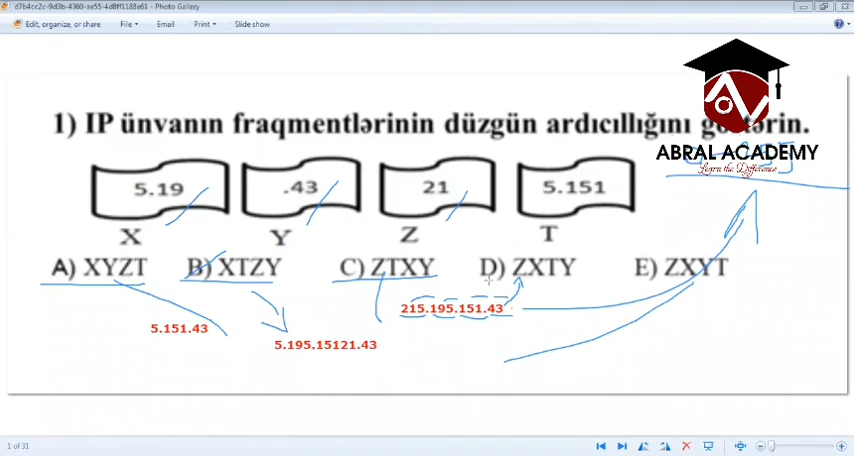 d7b4cc2c-9d3b-4360-ae55-4d8ff1188e61 - Photo Gallery
Edit, organize, or share File Email Print Slide show
1) IP ünvanın fraqmentlərinin düzgün ardıcıllığını göstərin.
ABRAL ACADEMY
Learn the Difference
5.19 .43 21 5.151
X Y Z T
A) XYZT B) XTZY C) ZTXY D) ZXTY E) ZXYT
215.195.151.43
5.151.43
5.195.15121.43
1 of 31